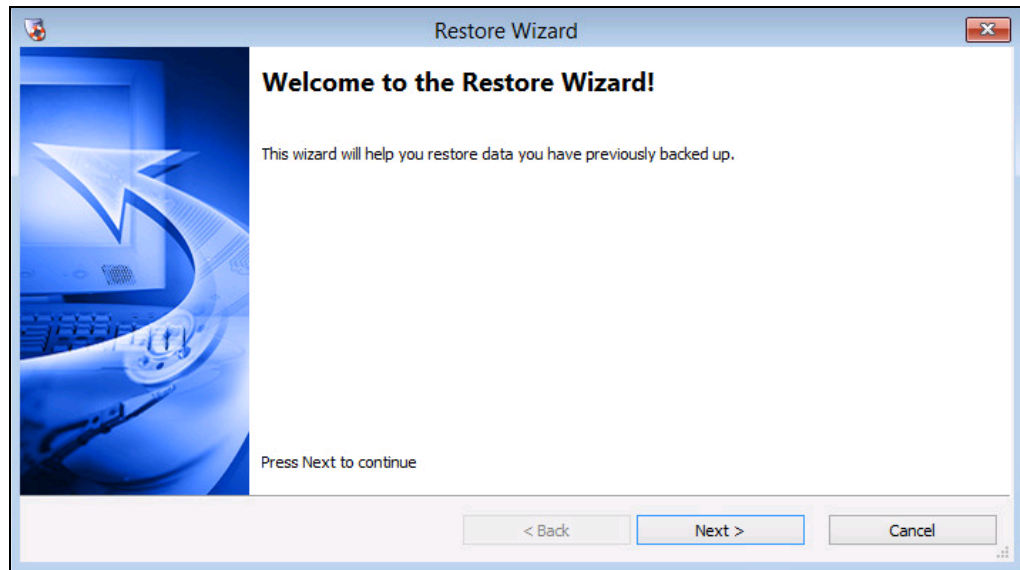 Restore Wizard
Welcome to the Restore Wizard!
This wizard will help you restore data you have previously backed up.
Press Next to continue
< Back Next > Cancel